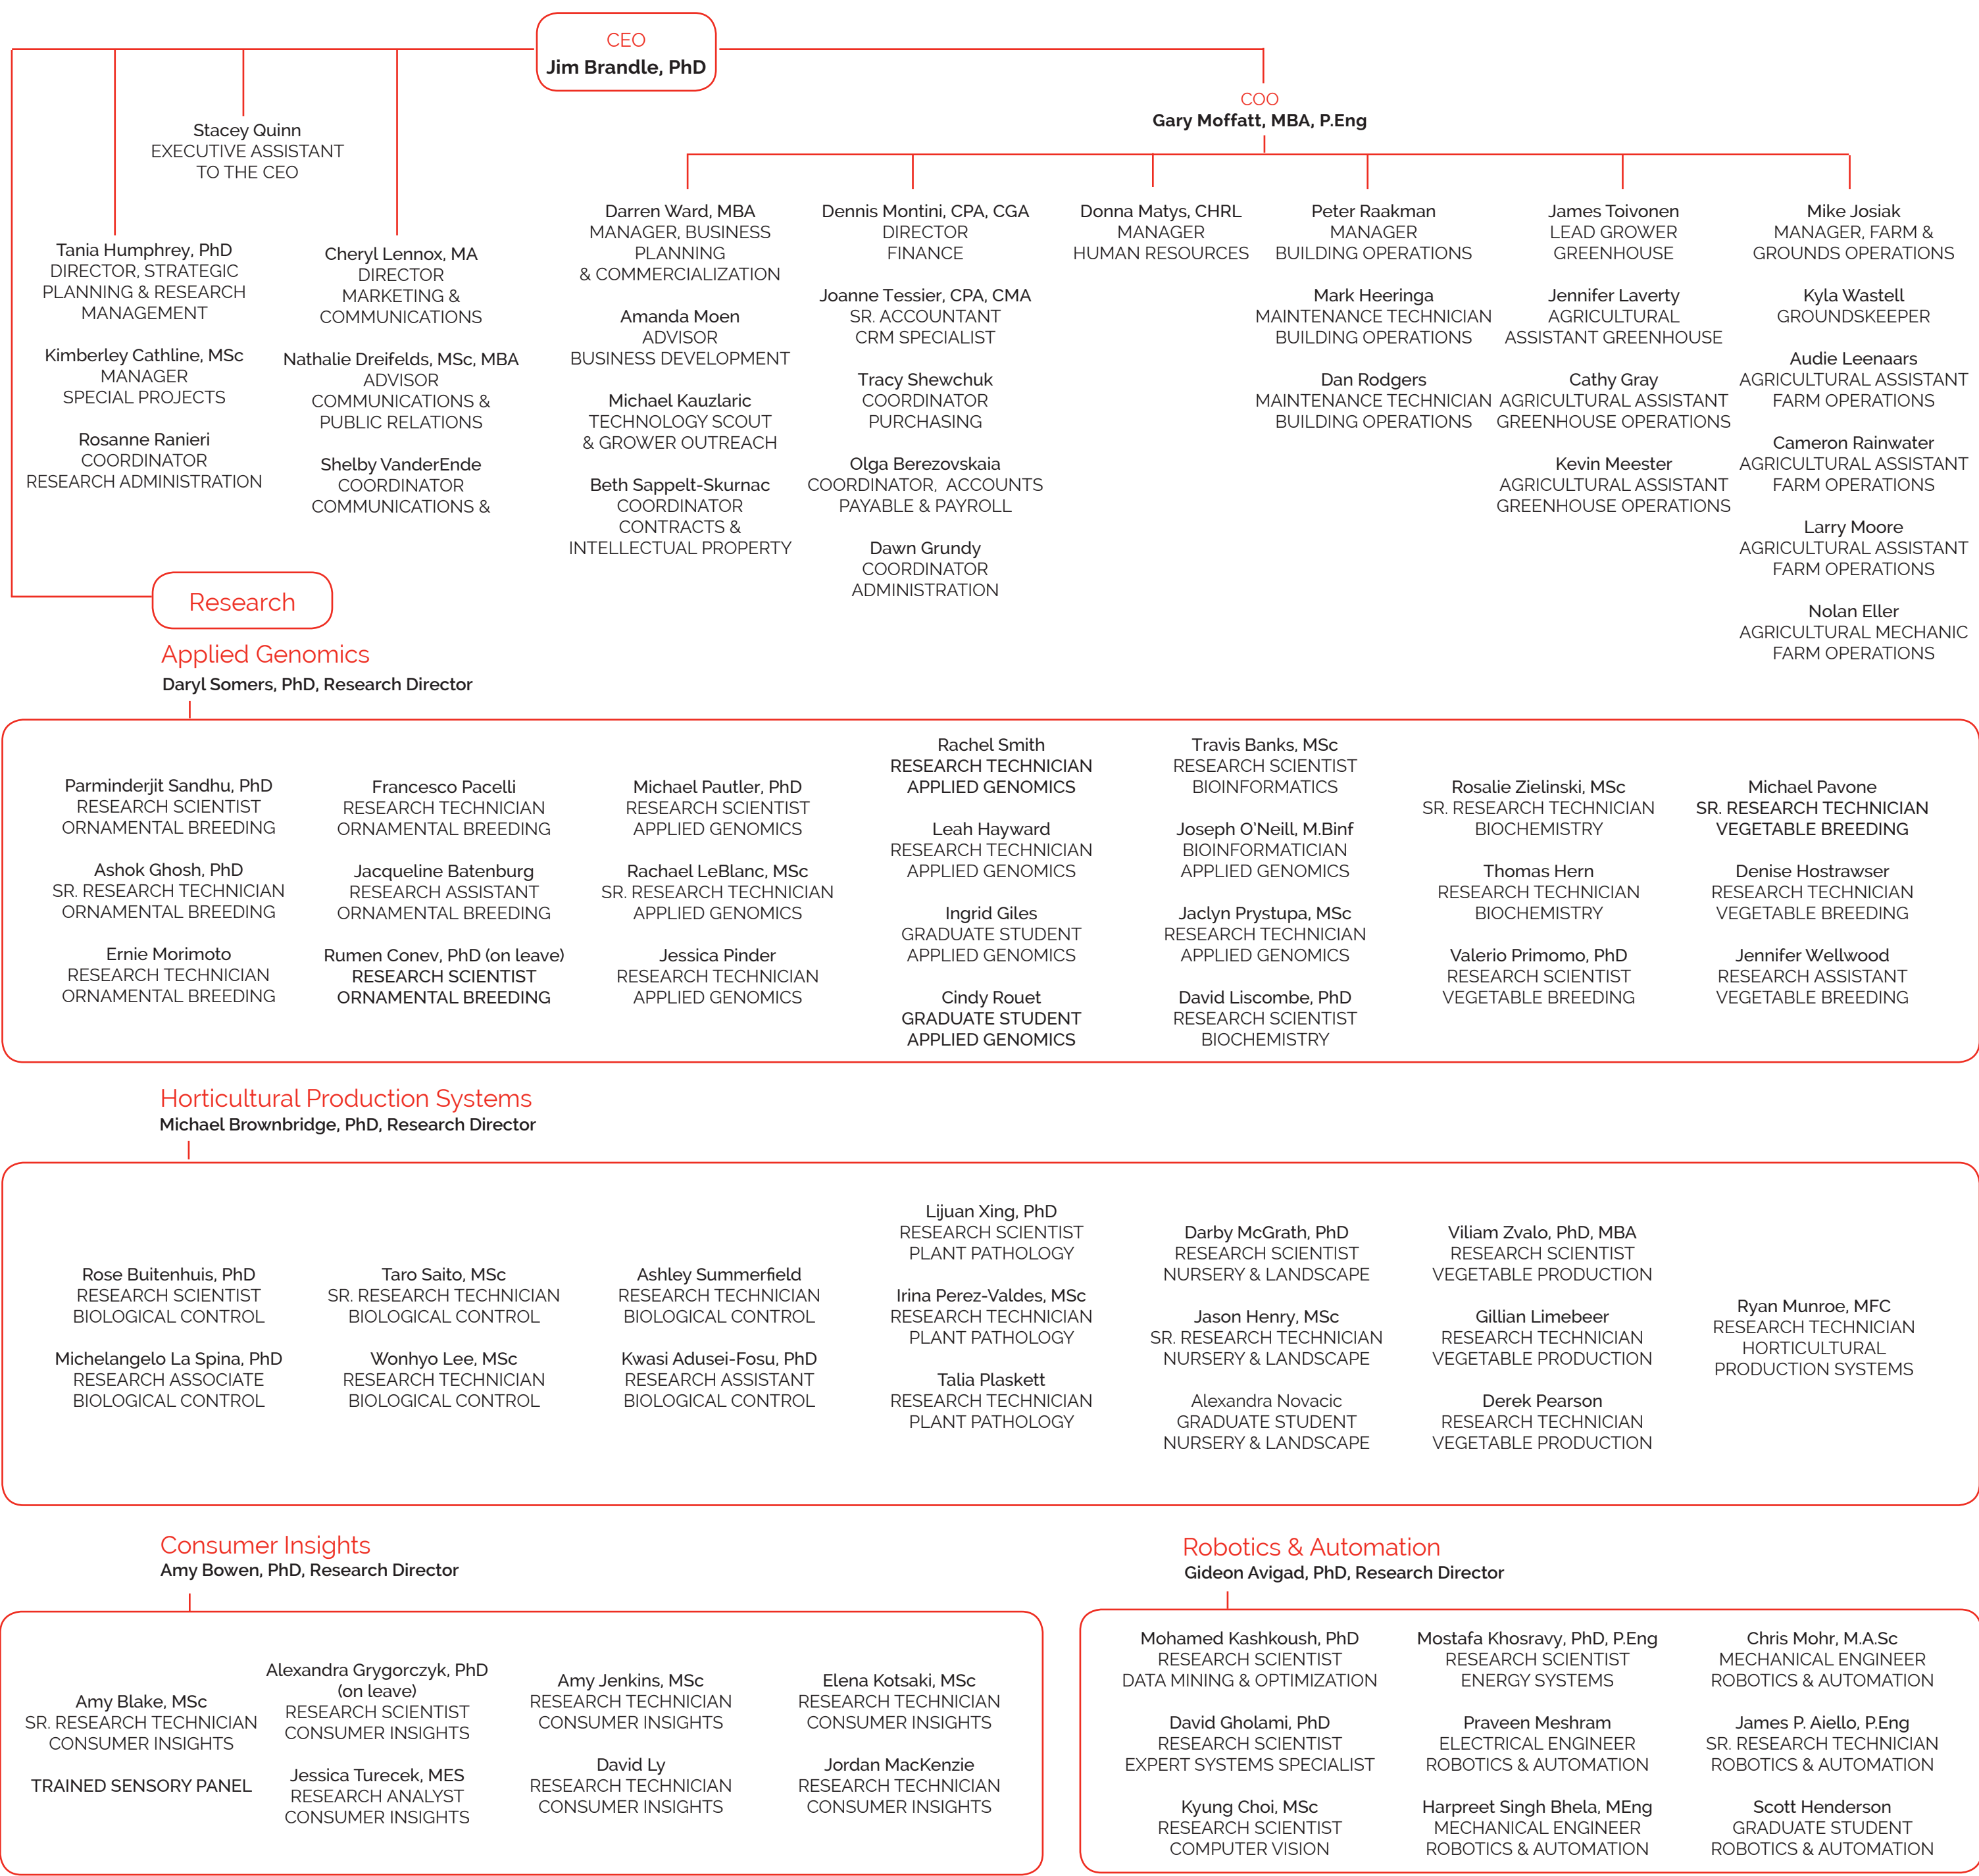 CEO
Jim Brandle, PhD
COO
Gary Moffatt, MBA, P.Eng
Stacey Quinn
EXECUTIVE ASSISTANT
TO THE CEO
Tania Humphrey, PhD
DIRECTOR, STRATEGIC
PLANNING & RESEARCH
MANAGEMENT
Kimberley Cathline, MSc
MANAGER
SPECIAL PROJECTS
Rosanne Ranieri
COORDINATOR
RESEARCH ADMINISTRATION
Cheryl Lennox, MA
DIRECTOR
MARKETING &
COMMUNICATIONS
Nathalie Dreifelds, MSc, MBA
ADVISOR
COMMUNICATIONS &
PUBLIC RELATIONS
Shelby VanderEnde
COORDINATOR
COMMUNICATIONS &
Darren Ward, MBA
MANAGER, BUSINESS
PLANNING
& COMMERCIALIZATION
Amanda Moen
ADVISOR
BUSINESS DEVELOPMENT
Michael Kauzlaric
TECHNOLOGY SCOUT
& GROWER OUTREACH
Beth Sappelt-Skurnac
COORDINATOR
CONTRACTS &
INTELLECTUAL PROPERTY
Dennis Montini, CPA, CGA
DIRECTOR
FINANCE
Joanne Tessier, CPA, CMA
SR. ACCOUNTANT
CRM SPECIALIST
Tracy Shewchuk
COORDINATOR
PURCHASING
Olga Berezovskaia
COORDINATOR, ACCOUNTS
PAYABLE & PAYROLL
Dawn Grundy
COORDINATOR
ADMINISTRATION
Donna Matys, CHRL
MANAGER
HUMAN RESOURCES
Peter Raakman
MANAGER
BUILDING OPERATIONS
Mark Heeringa
MAINTENANCE TECHNICIAN
BUILDING OPERATIONS
Dan Rodgers
MAINTENANCE TECHNICIAN
BUILDING OPERATIONS
James Toivonen
LEAD GROWER
GREENHOUSE
Jennifer Laverty
AGRICULTURAL
ASSISTANT GREENHOUSE
Cathy Gray
AGRICULTURAL ASSISTANT
GREENHOUSE OPERATIONS
Kevin Meester
AGRICULTURAL ASSISTANT
GREENHOUSE OPERATIONS
Mike Josiak
MANAGER, FARM &
GROUNDS OPERATIONS
Kyla Wastell
GROUNDSKEEPER
Audie Leenaars
AGRICULTURAL ASSISTANT
FARM OPERATIONS
Cameron Rainwater
AGRICULTURAL ASSISTANT
FARM OPERATIONS
Larry Moore
AGRICULTURAL ASSISTANT
FARM OPERATIONS
Nolan Eller
AGRICULTURAL MECHANIC
FARM OPERATIONS
Research
Applied Genomics
Daryl Somers, PhD, Research Director
Parminderjit Sandhu, PhD
RESEARCH SCIENTIST
ORNAMENTAL BREEDING
Ashok Ghosh, PhD
SR. RESEARCH TECHNICIAN
ORNAMENTAL BREEDING
Ernie Morimoto
RESEARCH TECHNICIAN
ORNAMENTAL BREEDING
Francesco Pacelli
RESEARCH TECHNICIAN
ORNAMENTAL BREEDING
Jacqueline Batenburg
RESEARCH ASSISTANT
ORNAMENTAL BREEDING
Rumen Conev, PhD (on leave)
RESEARCH SCIENTIST
ORNAMENTAL BREEDING
Michael Pautler, PhD
RESEARCH SCIENTIST
APPLIED GENOMICS
Rachael LeBlanc, MSc
SR. RESEARCH TECHNICIAN
APPLIED GENOMICS
Jessica Pinder
RESEARCH TECHNICIAN
APPLIED GENOMICS
Rachel Smith
RESEARCH TECHNICIAN
APPLIED GENOMICS
Leah Hayward
RESEARCH TECHNICIAN
APPLIED GENOMICS
Ingrid Giles
GRADUATE STUDENT
APPLIED GENOMICS
Cindy Rouet
GRADUATE STUDENT
APPLIED GENOMICS
Travis Banks, MSc
RESEARCH SCIENTIST
BIOINFORMATICS
Joseph O'Neill, M.Binf
BIOINFORMATICIAN
APPLIED GENOMICS
Jaclyn Prystupa, MSc
RESEARCH TECHNICIAN
APPLIED GENOMICS
David Liscombe, PhD
RESEARCH SCIENTIST
BIOCHEMISTRY
Rosalie Zielinski, MSc
SR. RESEARCH TECHNICIAN
BIOCHEMISTRY
Thomas Hern
RESEARCH TECHNICIAN
BIOCHEMISTRY
Valerio Primomo, PhD
RESEARCH SCIENTIST
VEGETABLE BREEDING
Michael Pavone
SR. RESEARCH TECHNICIAN
VEGETABLE BREEDING
Denise Hostrawser
RESEARCH TECHNICIAN
VEGETABLE BREEDING
Jennifer Wellwood
RESEARCH ASSISTANT
VEGETABLE BREEDING
Horticultural Production Systems
Michael Brownbridge, PhD, Research Director
Rose Buitenhuis, PhD
RESEARCH SCIENTIST
BIOLOGICAL CONTROL
Michelangelo La Spina, PhD
RESEARCH ASSOCIATE
BIOLOGICAL CONTROL
Taro Saito, MSc
SR. RESEARCH TECHNICIAN
BIOLOGICAL CONTROL
Wonhyo Lee, MSc
RESEARCH TECHNICIAN
BIOLOGICAL CONTROL
Ashley Summerfield
RESEARCH TECHNICIAN
BIOLOGICAL CONTROL
Kwasi Adusei-Fosu, PhD
RESEARCH ASSISTANT
BIOLOGICAL CONTROL
Lijuan Xing, PhD
RESEARCH SCIENTIST
PLANT PATHOLOGY
Irina Perez-Valdes, MSc
RESEARCH TECHNICIAN
PLANT PATHOLOGY
Talia Plaskett
RESEARCH TECHNICIAN
PLANT PATHOLOGY
Darby McGrath, PhD
RESEARCH SCIENTIST
NURSERY & LANDSCAPE
Jason Henry, MSc
SR. RESEARCH TECHNICIAN
NURSERY & LANDSCAPE
Alexandra Novacic
GRADUATE STUDENT
NURSERY & LANDSCAPE
Viliam Zvalo, PhD, MBA
RESEARCH SCIENTIST
VEGETABLE PRODUCTION
Gillian Limebeer
RESEARCH TECHNICIAN
VEGETABLE PRODUCTION
Derek Pearson
RESEARCH TECHNICIAN
VEGETABLE PRODUCTION
Ryan Munroe, MFC
RESEARCH TECHNICIAN
HORTICULTURAL
PRODUCTION SYSTEMS
Consumer Insights
Amy Bowen, PhD, Research Director
Amy Blake, MSc
SR. RESEARCH TECHNICIAN
CONSUMER INSIGHTS
TRAINED SENSORY PANEL
Alexandra Grygorczyk, PhD
(on leave)
RESEARCH SCIENTIST
CONSUMER INSIGHTS
Jessica Turecek, MES
RESEARCH ANALYST
CONSUMER INSIGHTS
Amy Jenkins, MSc
RESEARCH TECHNICIAN
CONSUMER INSIGHTS
David Ly
RESEARCH TECHNICIAN
CONSUMER INSIGHTS
Elena Kotsaki, MSc
RESEARCH TECHNICIAN
CONSUMER INSIGHTS
Jordan MacKenzie
RESEARCH TECHNICIAN
CONSUMER INSIGHTS
Robotics & Automation
Gideon Avigad, PhD, Research Director
Mohamed Kashkoush, PhD
RESEARCH SCIENTIST
DATA MINING & OPTIMIZATION
David Gholami, PhD
RESEARCH SCIENTIST
EXPERT SYSTEMS SPECIALIST
Kyung Choi, MSc
RESEARCH SCIENTIST
COMPUTER VISION
Mostafa Khosravy, PhD, P.Eng
RESEARCH SCIENTIST
ENERGY SYSTEMS
Praveen Meshram
ELECTRICAL ENGINEER
ROBOTICS & AUTOMATION
Harpreet Singh Bhela, MEng
MECHANICAL ENGINEER
ROBOTICS & AUTOMATION
Chris Mohr, M.A.Sc
MECHANICAL ENGINEER
ROBOTICS & AUTOMATION
James P. Aiello, P.Eng
SR. RESEARCH TECHNICIAN
ROBOTICS & AUTOMATION
Scott Henderson
GRADUATE STUDENT
ROBOTICS & AUTOMATION